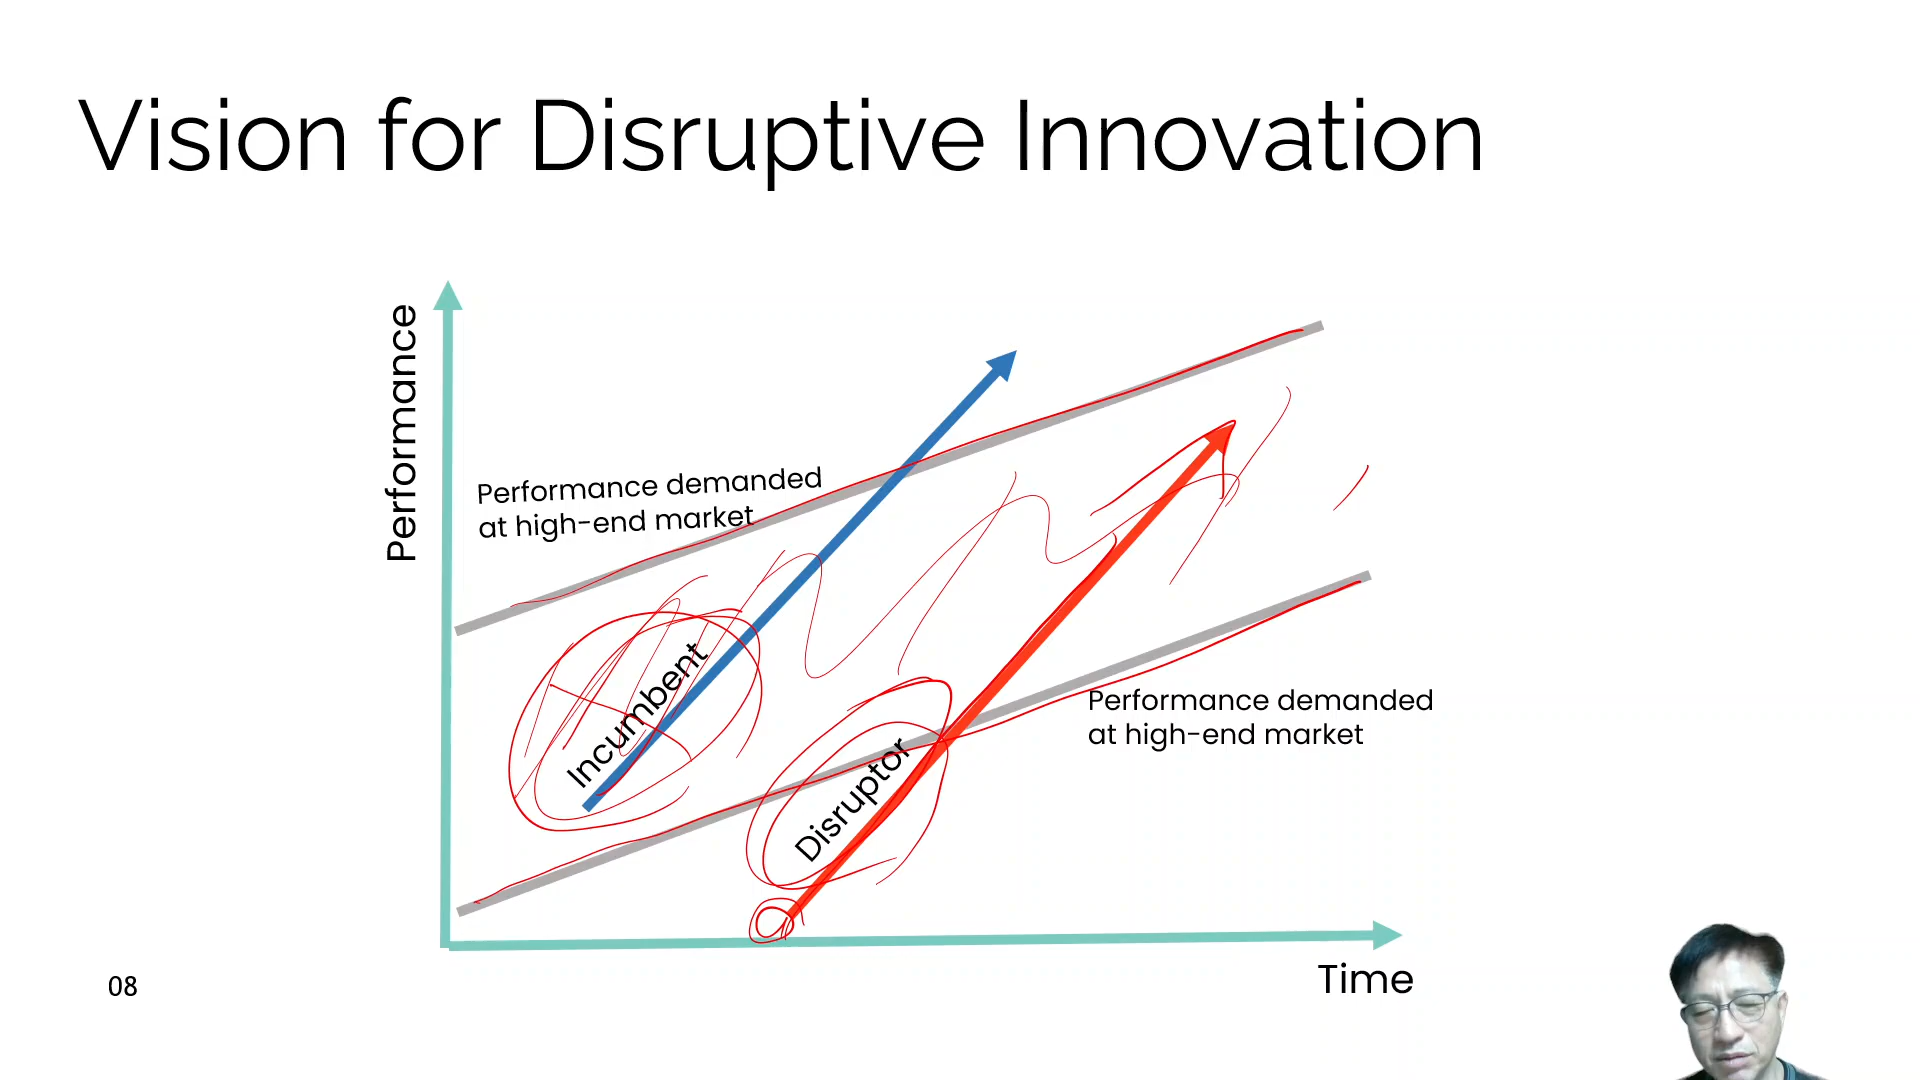 Vision for Disruptive Innovation
Performance
Performance demanded
at high-end market
Incumbent
Disruptor
Performance demanded
at high-end market
Time
08